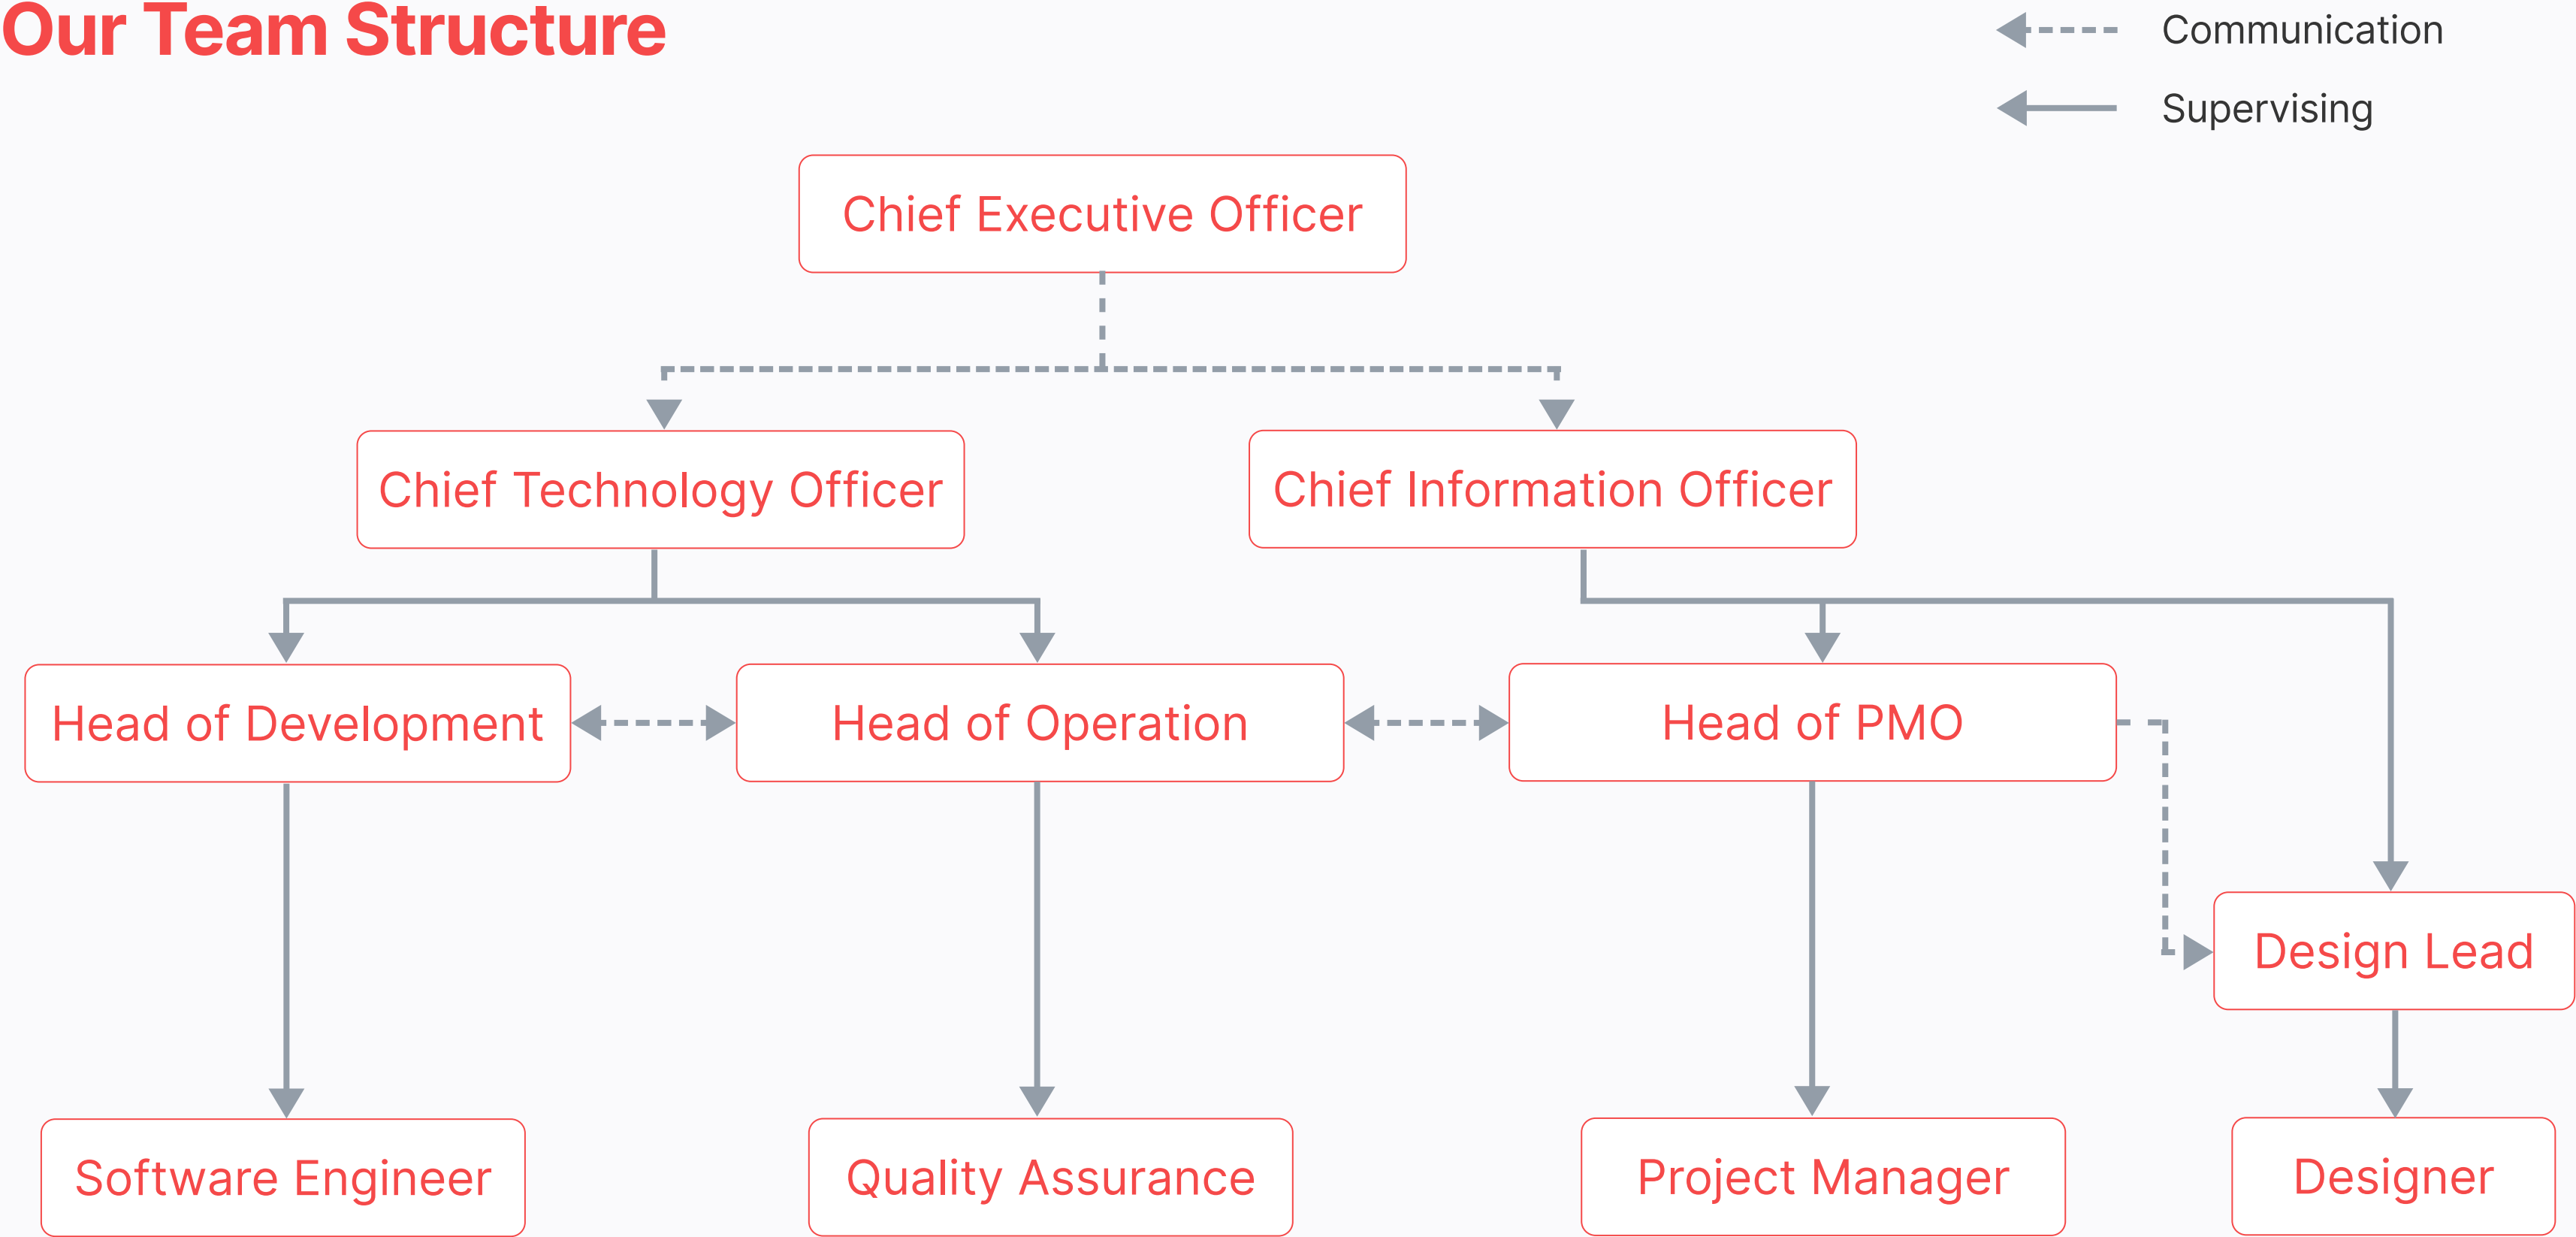 Our Team Structure
Communication
Supervising
Chief Executive Officer
Chief Technology Officer
Chief Information Officer
Head of Development
Head of Operation
Head of PMO
Design Lead
Software Engineer
Quality Assurance
Project Manager
Designer